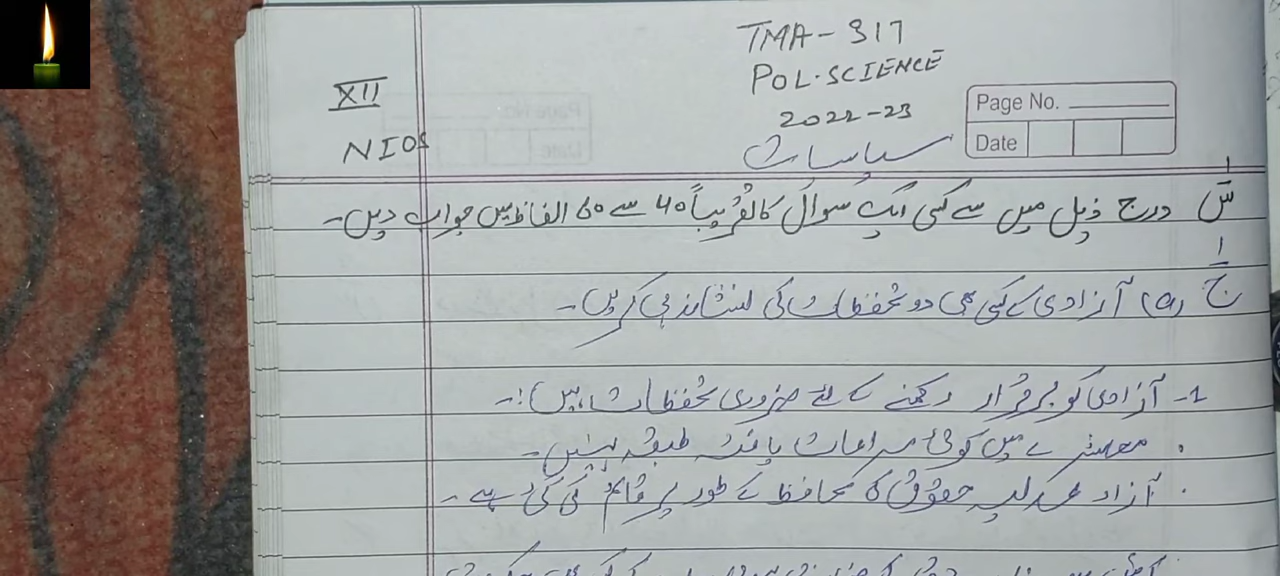 TMA-317
POL.SCIENCE
2022-23
سیاسیات
XII
NIOS
Page No.
Date
س 1 درج ذیل میں سے کسی ایک سوال کا تقریباً 40 سے 60 الفاظ میں جواب دیں۔
ج 1 (a) آزادی کے کسی بھی دو تحفظات کی نشاندہی کریں۔
1- آزادی کو برقرار رکھنے کے لئے ضروری تحفظات ہیں:-
. معاشرے میں کوئی مراعات یافتہ طبقہ نہیں۔
. آزاد عدلیہ حقوق کا محافظ کے طور پر قائم کی گئی ہے۔